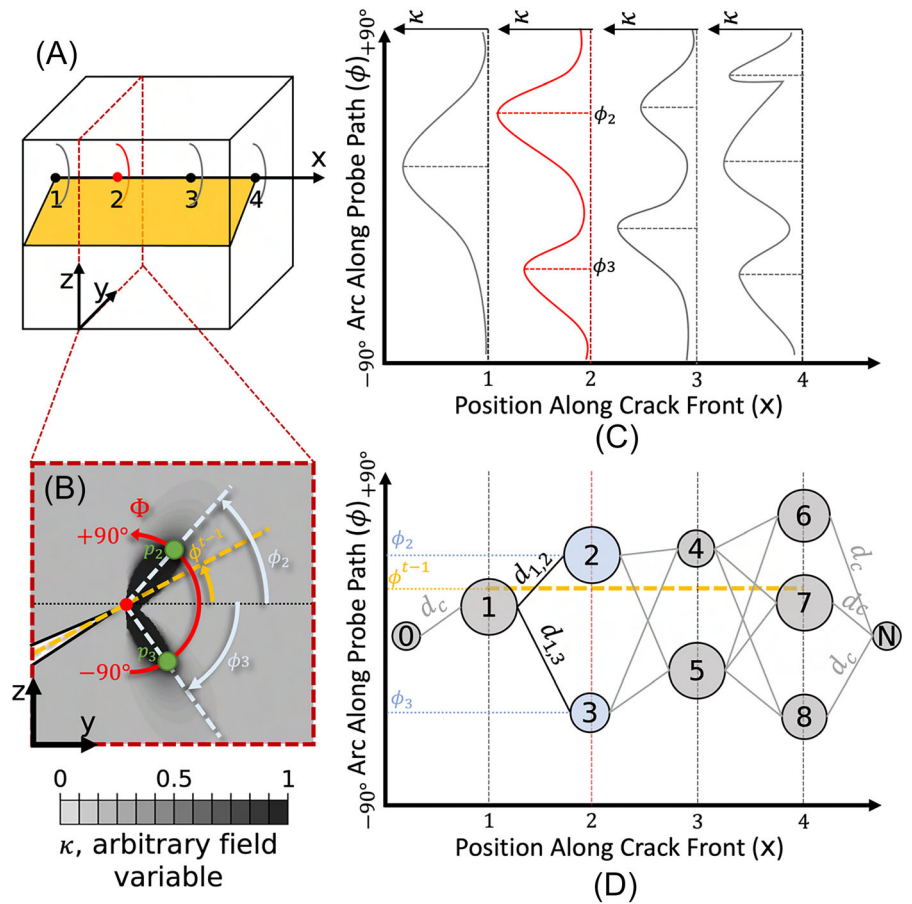 (A)
x
1 2 3 4
z
y
(B)
Φ
+90°
p₂
ϕᵗ⁻¹
ϕ₂
−90°
p₃
ϕ₃
z
y
0 0.5 1
κ, arbitrary field
variable
κ κ κ κ
Arc Along Probe Path (ϕ)
+90°
−90°
ϕ₂
ϕ₃
1 2 3 4
Position Along Crack Front (x)
(C)
Arc Along Probe Path (ϕ)
+90°
−90°
ϕ₂
ϕᵗ⁻¹
ϕ₃
0
d_c
1
d₁,₂
d₁,₃
2
3
4
5
6
7
8
d_c
dc
d_c
N
1 2 3 4
Position Along Crack Front (x)
(D)